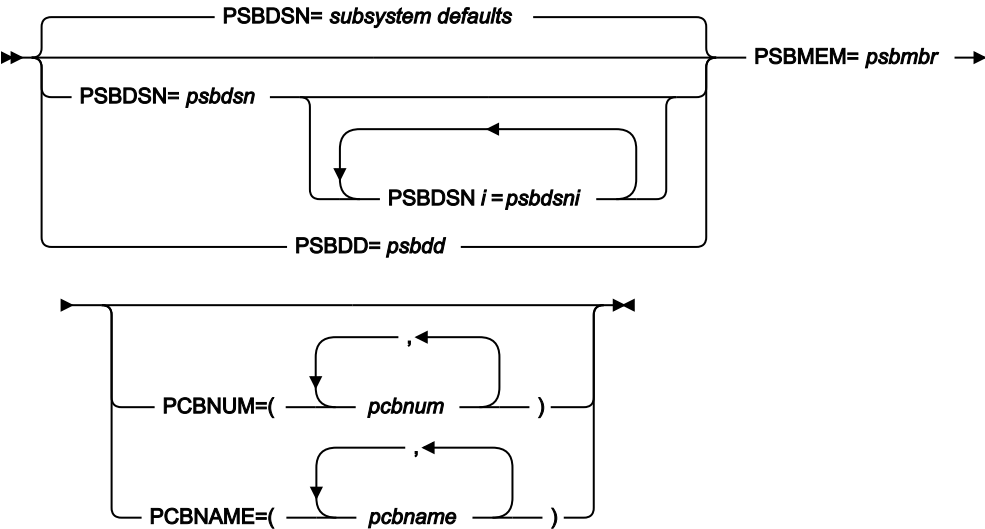 PSBDSN= subsystem defaults
PSBMEM= psbmbr
PSBDSN= psbdsn
PSBDSN i =psbdsni
PSBDD= psbdd
,
PCBNUM=( pcbnum )
,
PCBNAME=( pcbname )